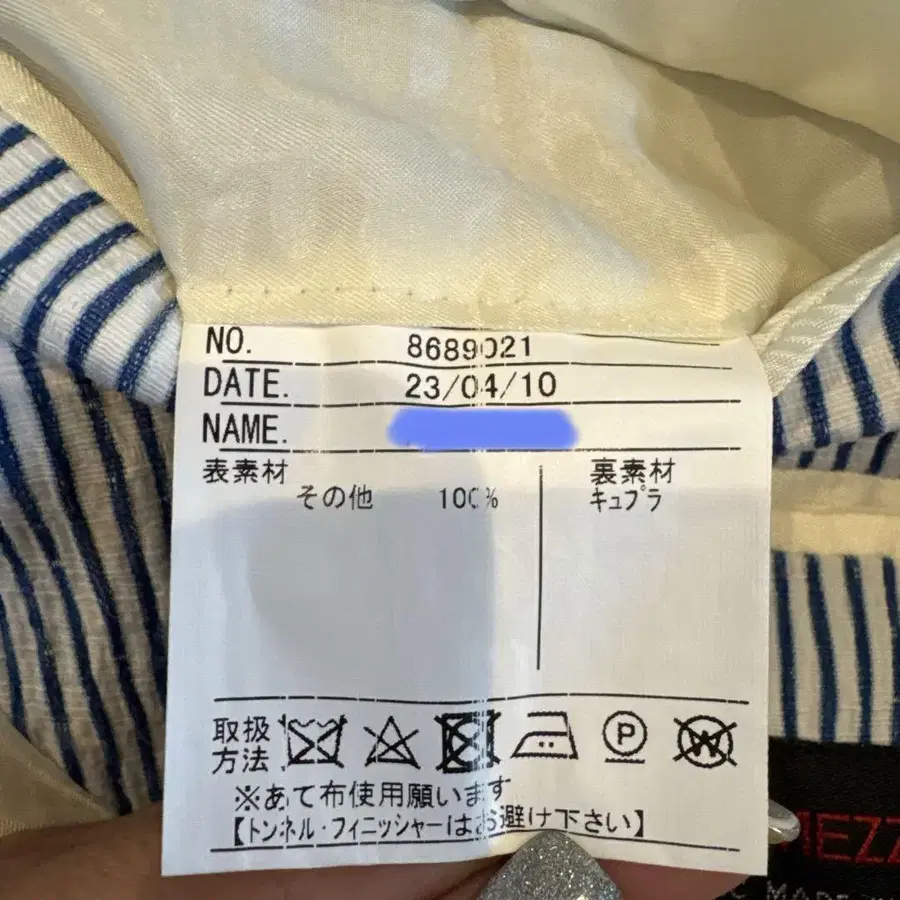 NO. 8689021
DATE. 23/04/10
NAME.
表素材 裏素材
その他 100% キュプラ
取扱
方法
P
W
※あて布使用願います
【トンネル・フィニッシャーはお避け下さい】
MEZZ
MADE